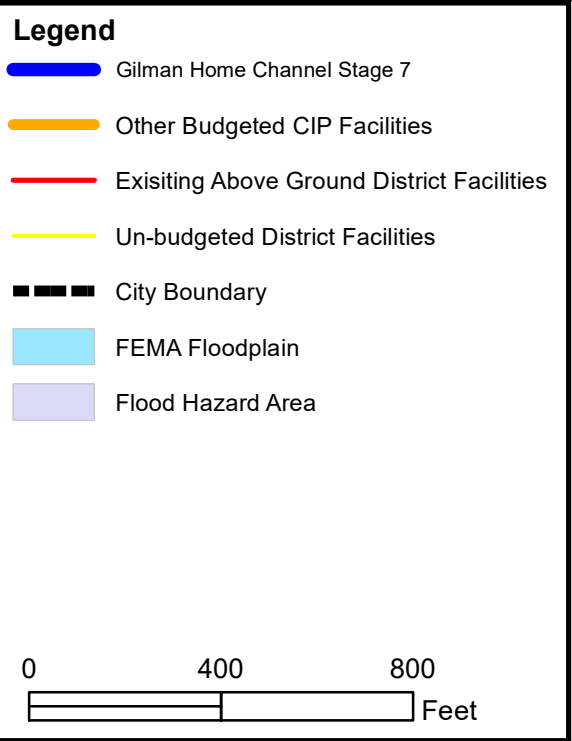 Legend
Gilman Home Channel Stage 7
Other Budgeted CIP Facilities
Exisiting Above Ground District Facilities
Un-budgeted District Facilities
City Boundary
FEMA Floodplain
Flood Hazard Area
0 400 800
Feet